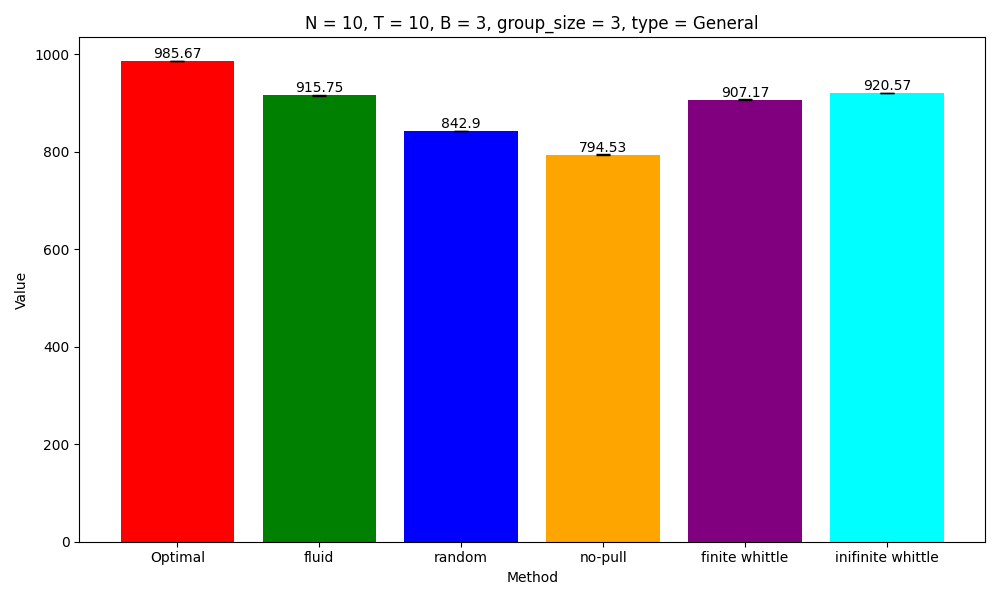 N = 10, T = 10, B = 3, group_size = 3, type = General
Value
1000
800
600
400
200
0
985.67
915.75
842.9
794.53
907.17
920.57
Optimal
fluid
random
no-pull
finite whittle
inifinite whittle
Method